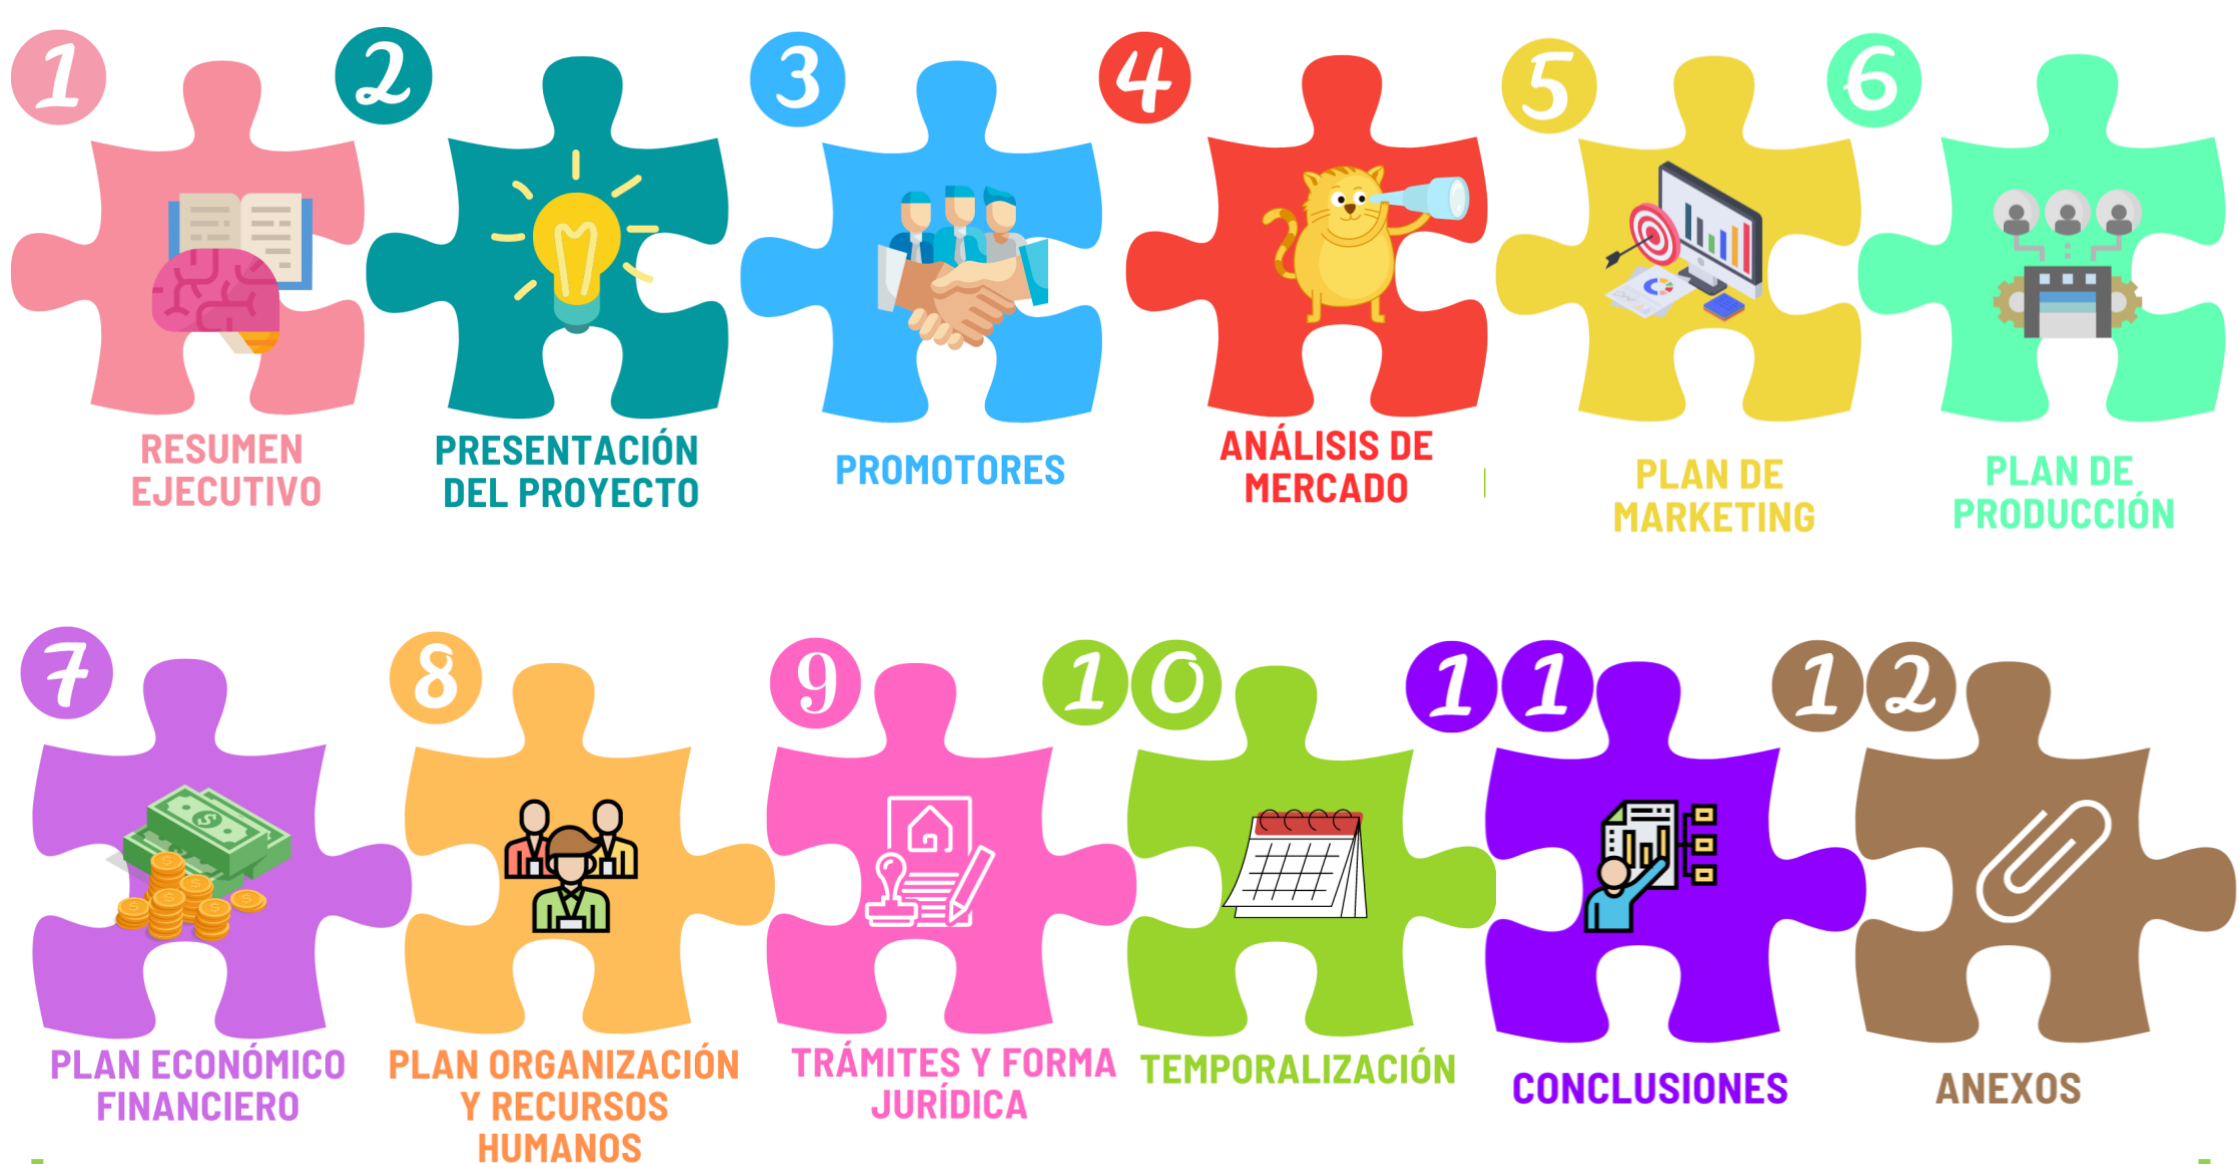 1
RESUMEN
EJECUTIVO
2
PRESENTACIÓN
DEL PROYECTO
3
PROMOTORES
4
ANÁLISIS DE
MERCADO
5
PLAN DE
MARKETING
6
PLAN DE
PRODUCCIÓN
7
PLAN ECONÓMICO
FINANCIERO
8
PLAN ORGANIZACIÓN
Y RECURSOS
HUMANOS
9
TRÁMITES Y FORMA
JURÍDICA
10
TEMPORALIZACIÓN
11
CONCLUSIONES
12
ANEXOS